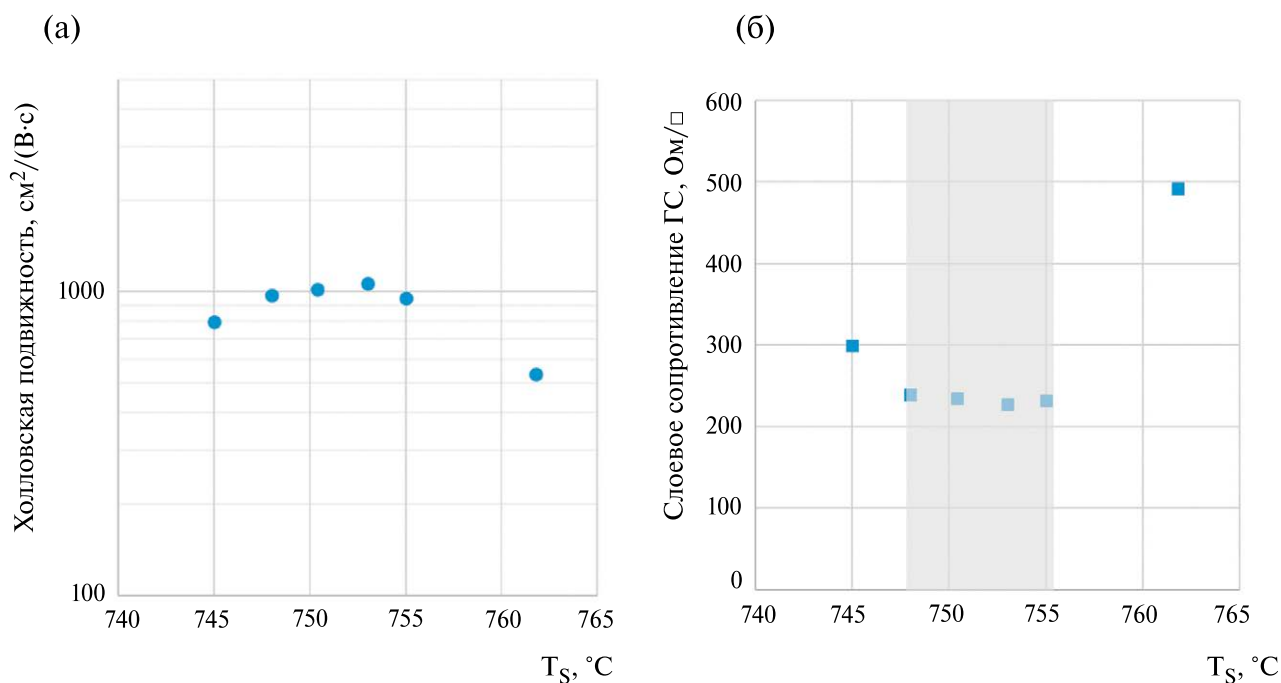 (а)
Холловская подвижность, см²/(В·с)
1000
100
740 745 750 755 760 765
T_S, °C
(б)
Слоевое сопротивление ГС, Ом/□
600
500
400
300
200
100
0
740 745 750 755 760 765
T_S, °C